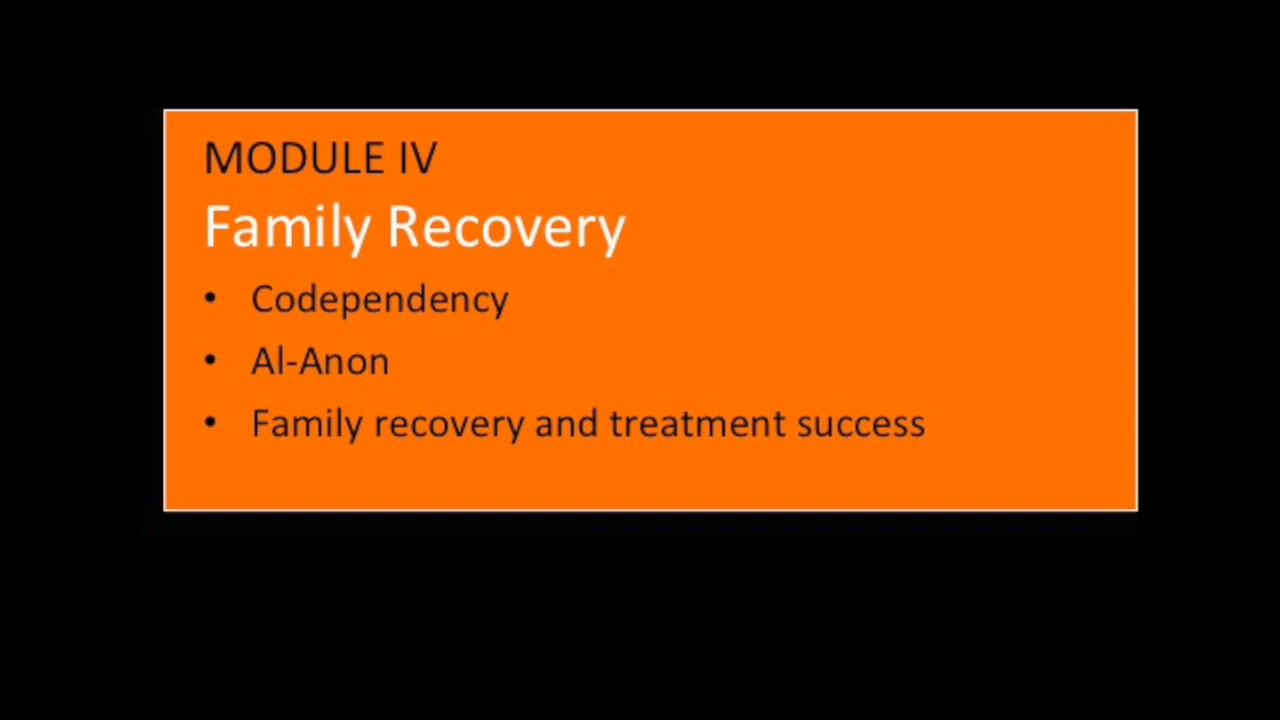 MODULE IV
Family Recovery
• Codependency
• Al-Anon
• Family recovery and treatment success